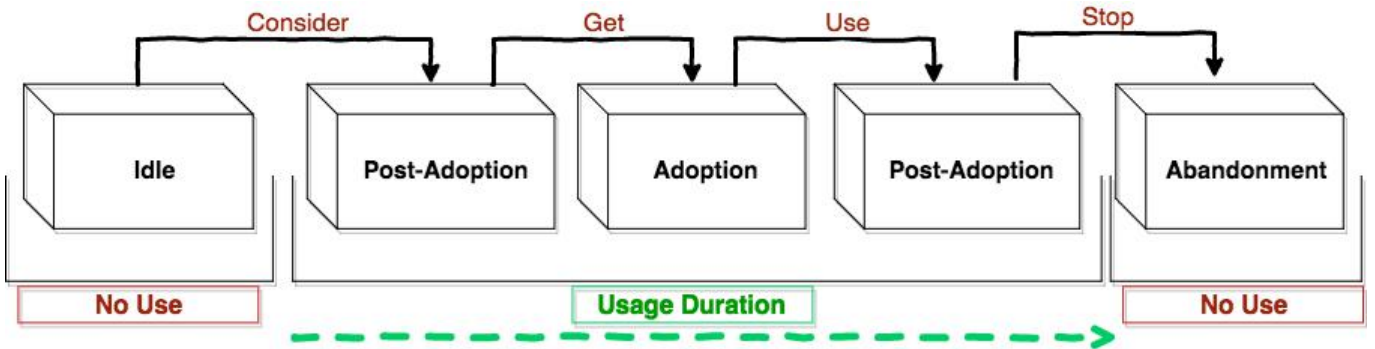 Consider
Get
Use
Stop
Idle
Post-Adoption
Adoption
Post-Adoption
Abandonment
No Use
Usage Duration
No Use